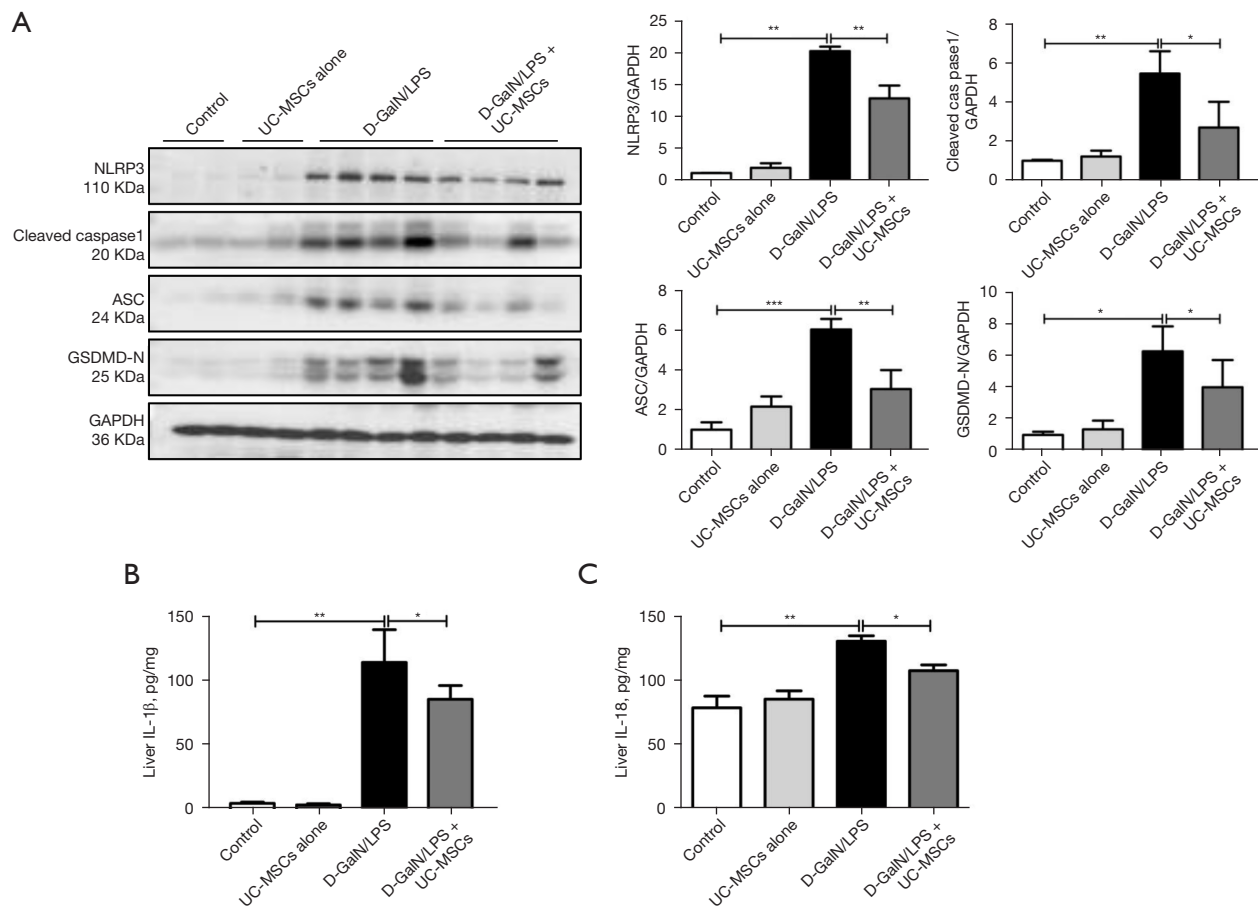 A
Control
UC-MSCs alone
D-GalN/LPS
D-GalN/LPS +
UC-MSCs
NLRP3
110 KDa
Cleaved caspase1
20 KDa
ASC
24 KDa
GSDMD-N
25 KDa
GAPDH
36 KDa
NLRP3/GAPDH
25
20
15
10
5
0
**
**
Control
UC-MSCs alone
D-GalN/LPS
D-GalN/LPS +
UC-MSCs
Cleaved cas pase1/
GAPDH
8
6
4
2
0
**
*
Control
UC-MSCs alone
D-GalN/LPS
D-GalN/LPS +
UC-MSCs
ASC/GAPDH
8
6
4
2
0
***
**
Control
UC-MSCs alone
D-GalN/LPS
D-GalN/LPS +
UC-MSCs
GSDMD-N/GAPDH
10
8
6
4
2
0
*
*
Control
UC-MSCs alone
D-GalN/LPS
D-GalN/LPS +
UC-MSCs
B
Liver IL-1β, pg/mg
150
100
50
0
**
*
Control
UC-MSCs alone
D-GalN/LPS
D-GalN/LPS +
UC-MSCs
C
Liver IL-18, pg/mg
150
100
50
0
**
*
Control
UC-MSCs alone
D-GalN/LPS
D-GalN/LPS +
UC-MSCs